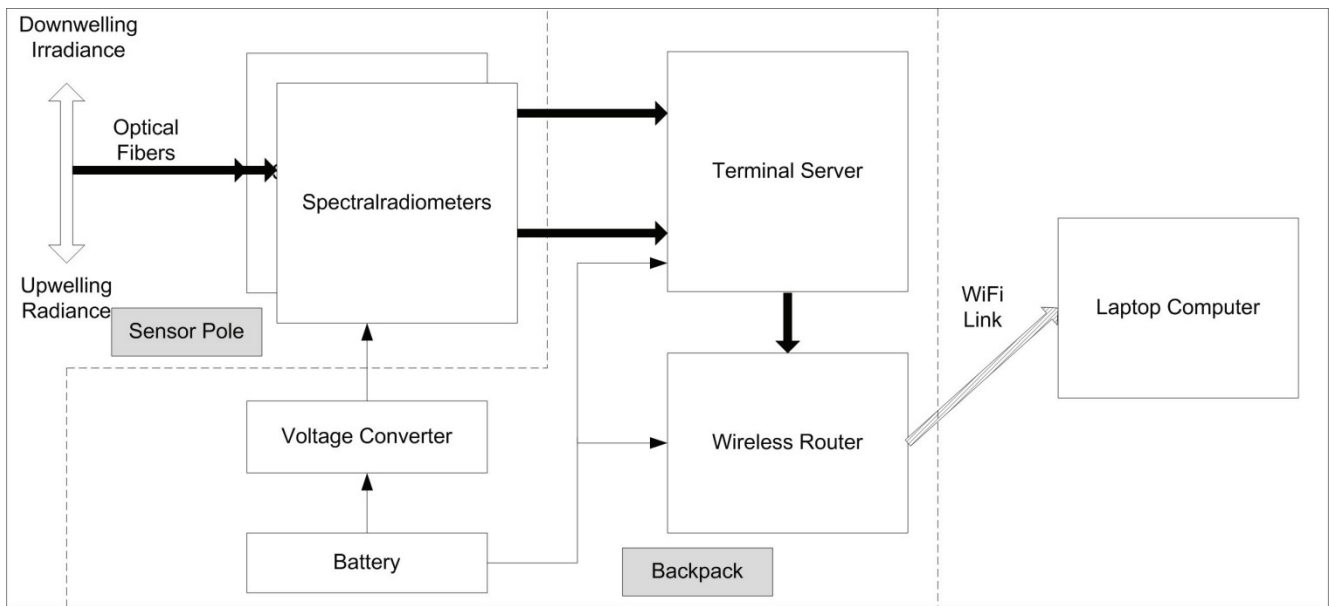 Downwelling
Irradiance
Optical
Fibers
Spectralradiometers
Terminal Server
Upwelling
Radiance
Sensor Pole
WiFi
Link
Laptop Computer
Voltage Converter
Wireless Router
Battery
Backpack